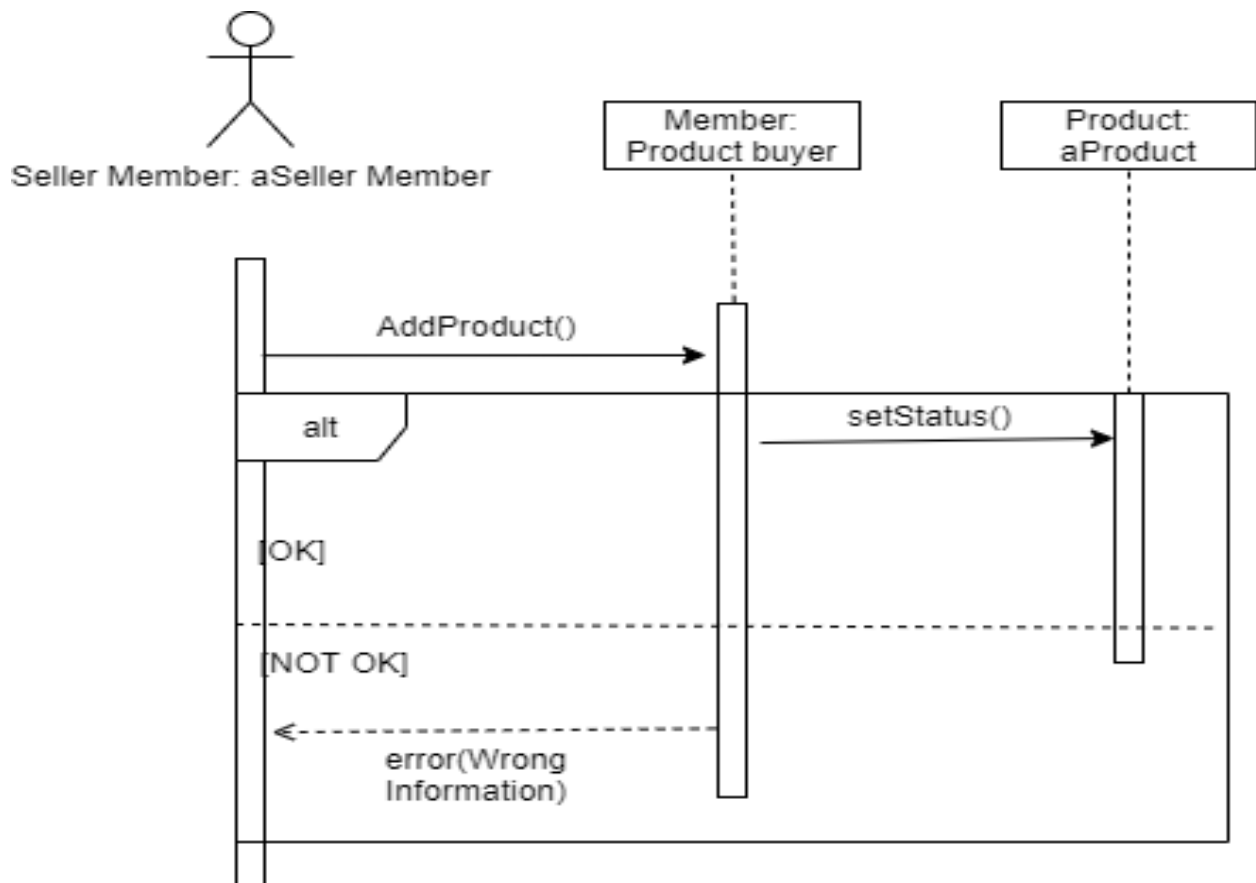 Member:
Product buyer
Product:
aProduct
Seller Member: aSeller Member
AddProduct()
alt
setStatus()
[OK]
[NOT OK]
error(Wrong
Information)